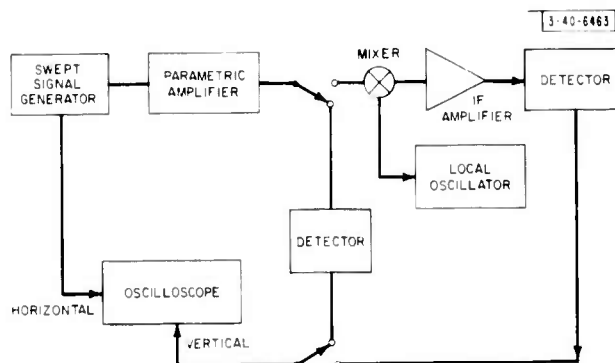 3-40-6463
SWEPT
SIGNAL
GENERATOR
PARAMETRIC
AMPLIFIER
MIXER
IF
AMPLIFIER
DETECTOR
LOCAL
OSCILLATOR
DETECTOR
OSCILLOSCOPE
HORIZONTAL
VERTICAL